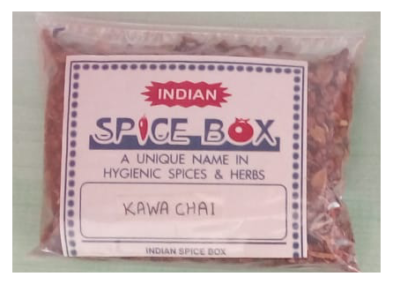 INDIAN
SPICE BOX
A UNIQUE NAME IN
HYGIENIC SPICES & HERBS
KAWA CHAI
INDIAN SPICE BOX